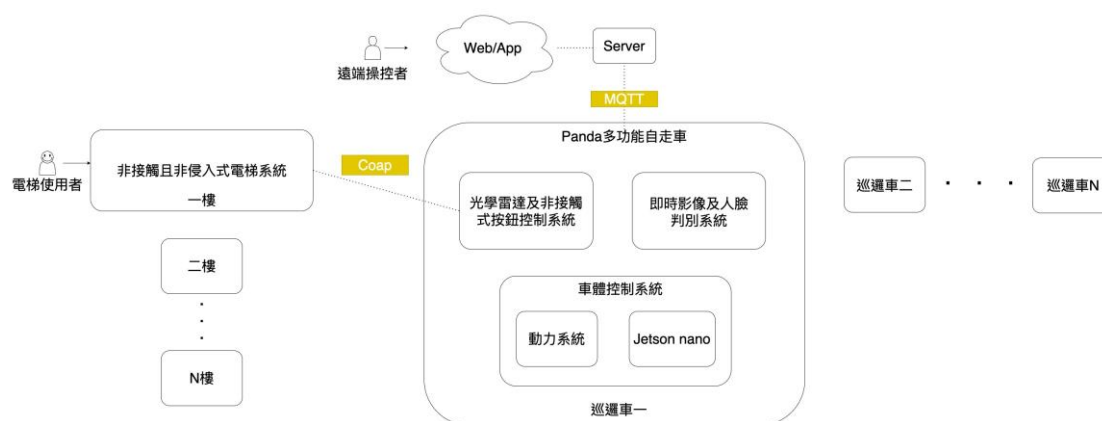 Web/App
Server
遠端操控者
MQTT
Panda多功能自走車
電梯使用者
非接觸且非侵入式電梯系統
一樓
Coap
光學雷達及非接觸
式按鈕控制系統
即時影像及人臉
判別系統
巡邏車二
· · ·
巡邏車N
二樓
·
·
·
N樓
車體控制系統
動力系統
Jetson nano
巡邏車一